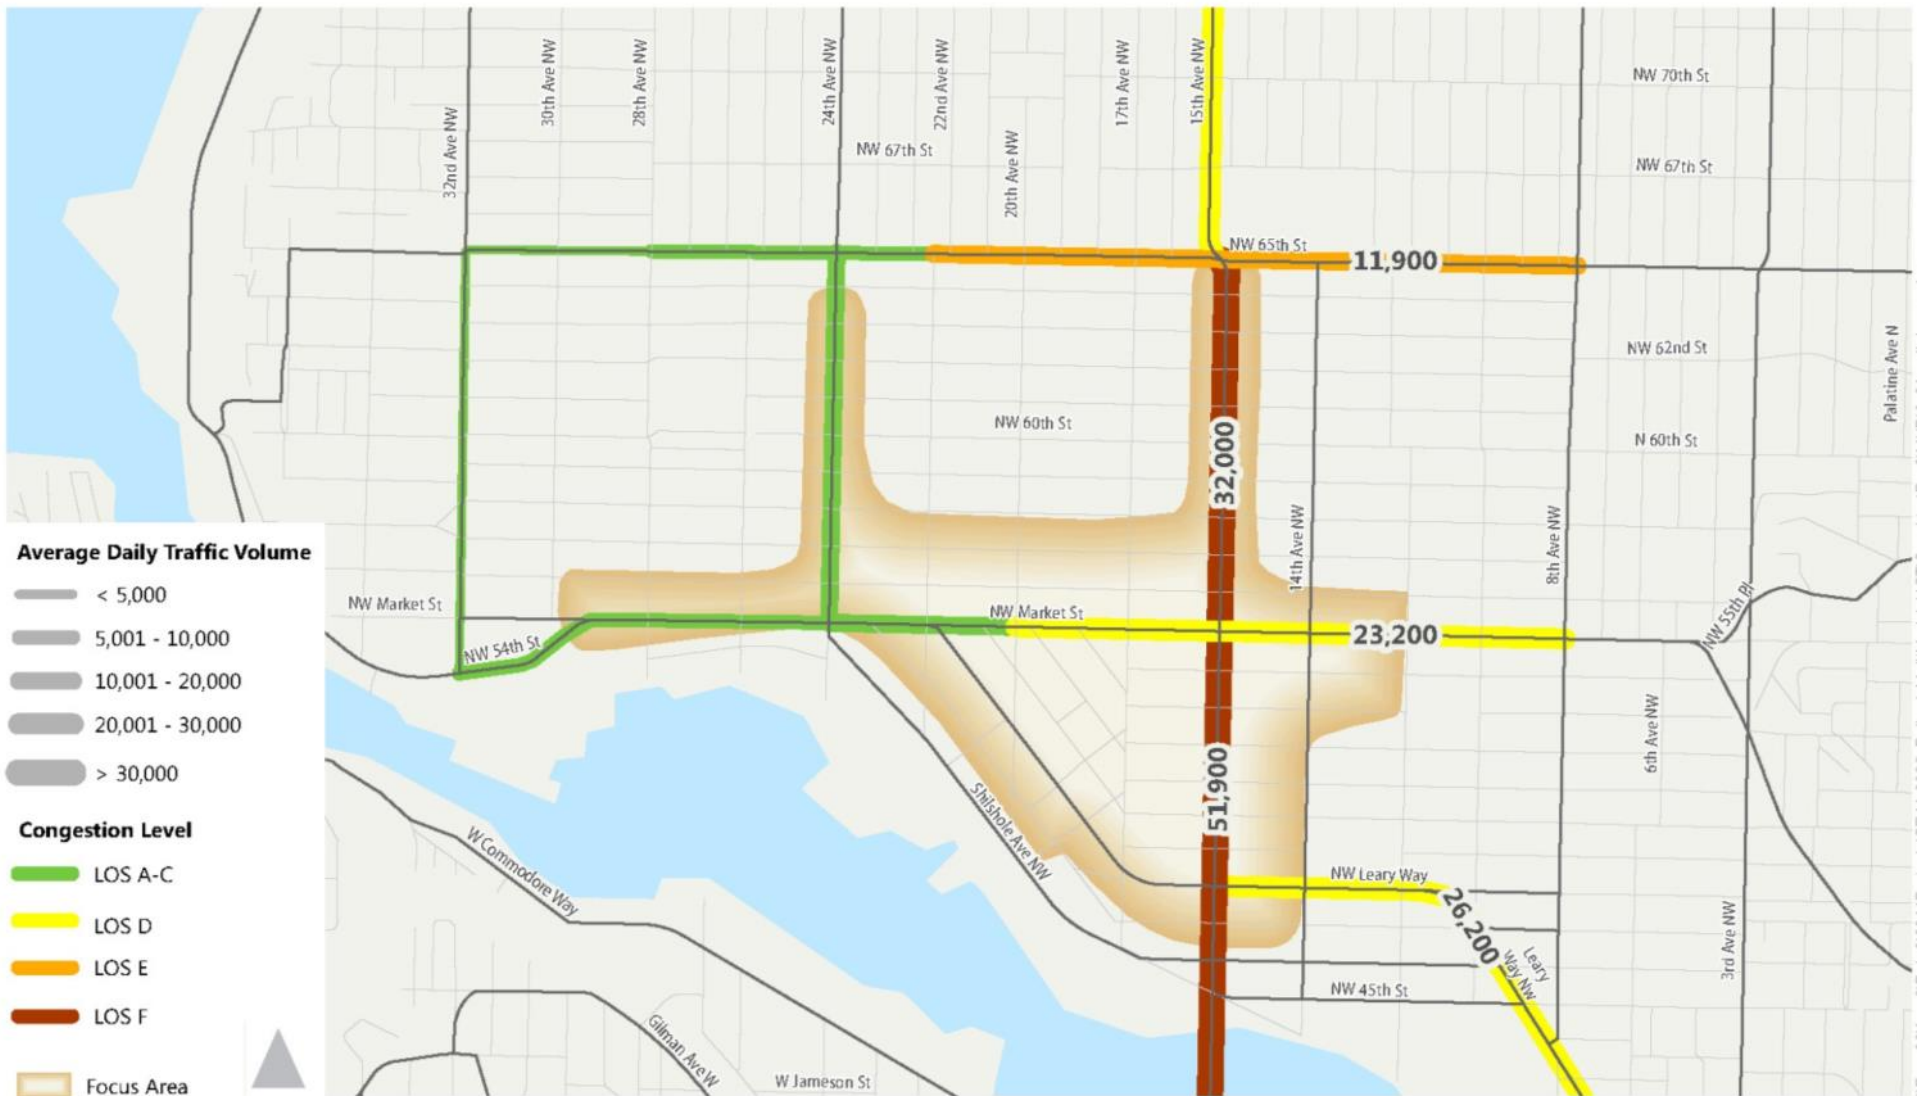 30th Ave NW
28th Ave NW
24th Ave NW
22nd Ave NW
17th Ave NW
15th Ave NW
NW 70th St
32nd Ave NW
NW 67th St
20th Ave NW
NW 67th St
NW 65th St
11,900
NW 62nd St
Palatine Ave N
NW 60th St
N 60th St
32,000
14th Ave NW
8th Ave NW
NW Market St
NW Market St
23,200
NW 55th Pl
NW 54th St
6th Ave NW
51,900
Shilshole Ave NW
W Commodore Way
NW Leary Way
26,200
Leary
Way NW
3rd Ave NW
NW 45th St
Gilman Ave W
W Jameson St
Average Daily Traffic Volume
< 5,000
5,001 - 10,000
10,001 - 20,000
20,001 - 30,000
> 30,000
Congestion Level
LOS A-C
LOS D
LOS E
LOS F
Focus Area